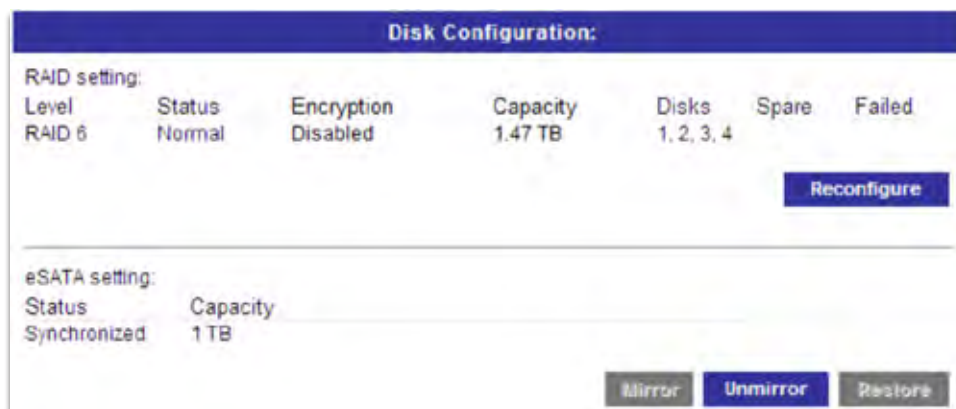 Disk Configuration:
RAID setting:
Level Status Encryption Capacity Disks Spare Failed
RAID 6 Normal Disabled 1.47 TB 1, 2, 3, 4
Reconfigure
eSATA setting:
Status Capacity
Synchronized 1 TB
Mirror Unmirror Restore